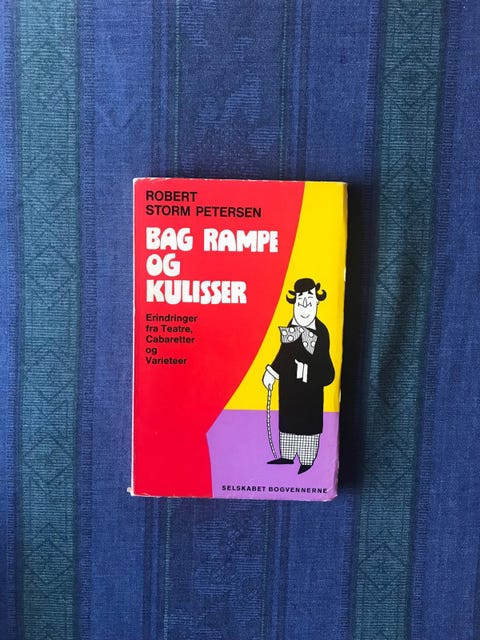 ROBERT
STORM PETERSEN
BAG RAMPE
OG
KULISSER
Erindringer
fra Teatre,
Cabaretter
og
Varieteer
SELSKABET BOGVENNERNE